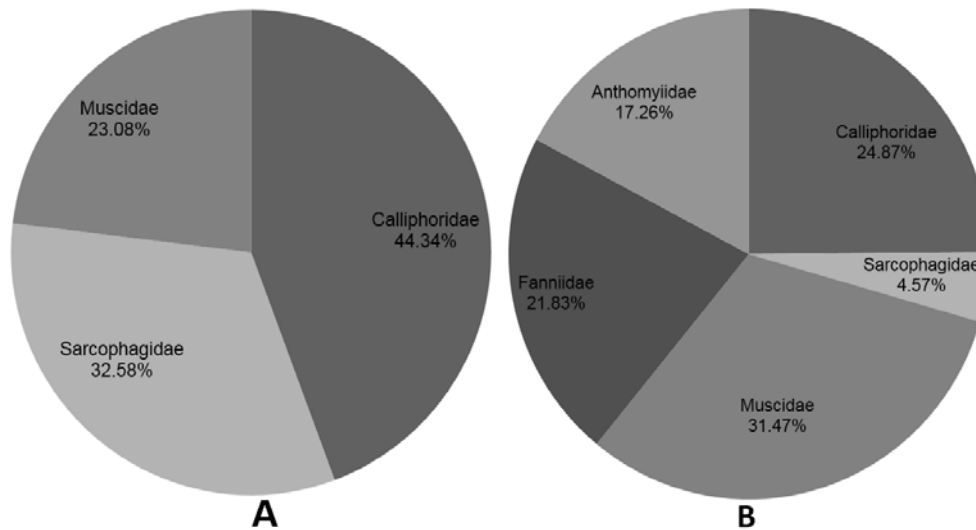 Muscidae
23.08%
Calliphoridae
44.34%
Sarcophagidae
32.58%
A
Anthomyiidae
17.26%
Calliphoridae
24.87%
Sarcophagidae
4.57%
Fanniidae
21.83%
Muscidae
31.47%
B